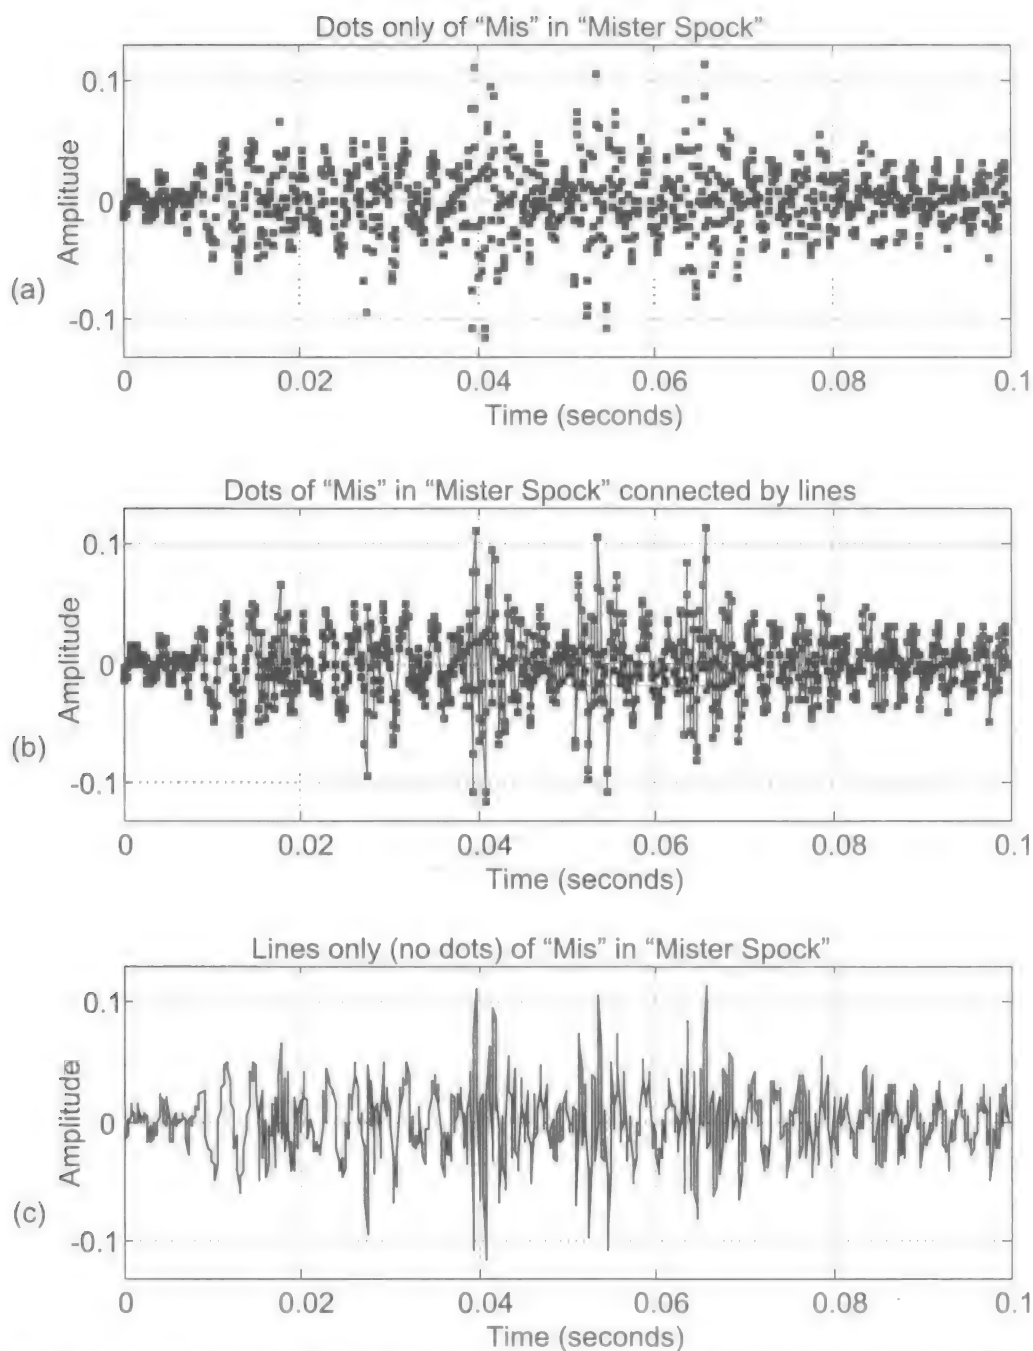 Dots only of “Mis” in “Mister Spock”
0.1
0
-0.1
Amplitude
(a)
0 0.02 0.04 0.06 0.08 0.1
Time (seconds)
Dots of “Mis” in “Mister Spock” connected by lines
0.1
0
-0.1
Amplitude
(b)
0 0.02 0.04 0.06 0.08 0.1
Time (seconds)
Lines only (no dots) of “Mis” in “Mister Spock”
0.1
0
-0.1
Amplitude
(c)
0 0.02 0.04 0.06 0.08 0.1
Time (seconds)